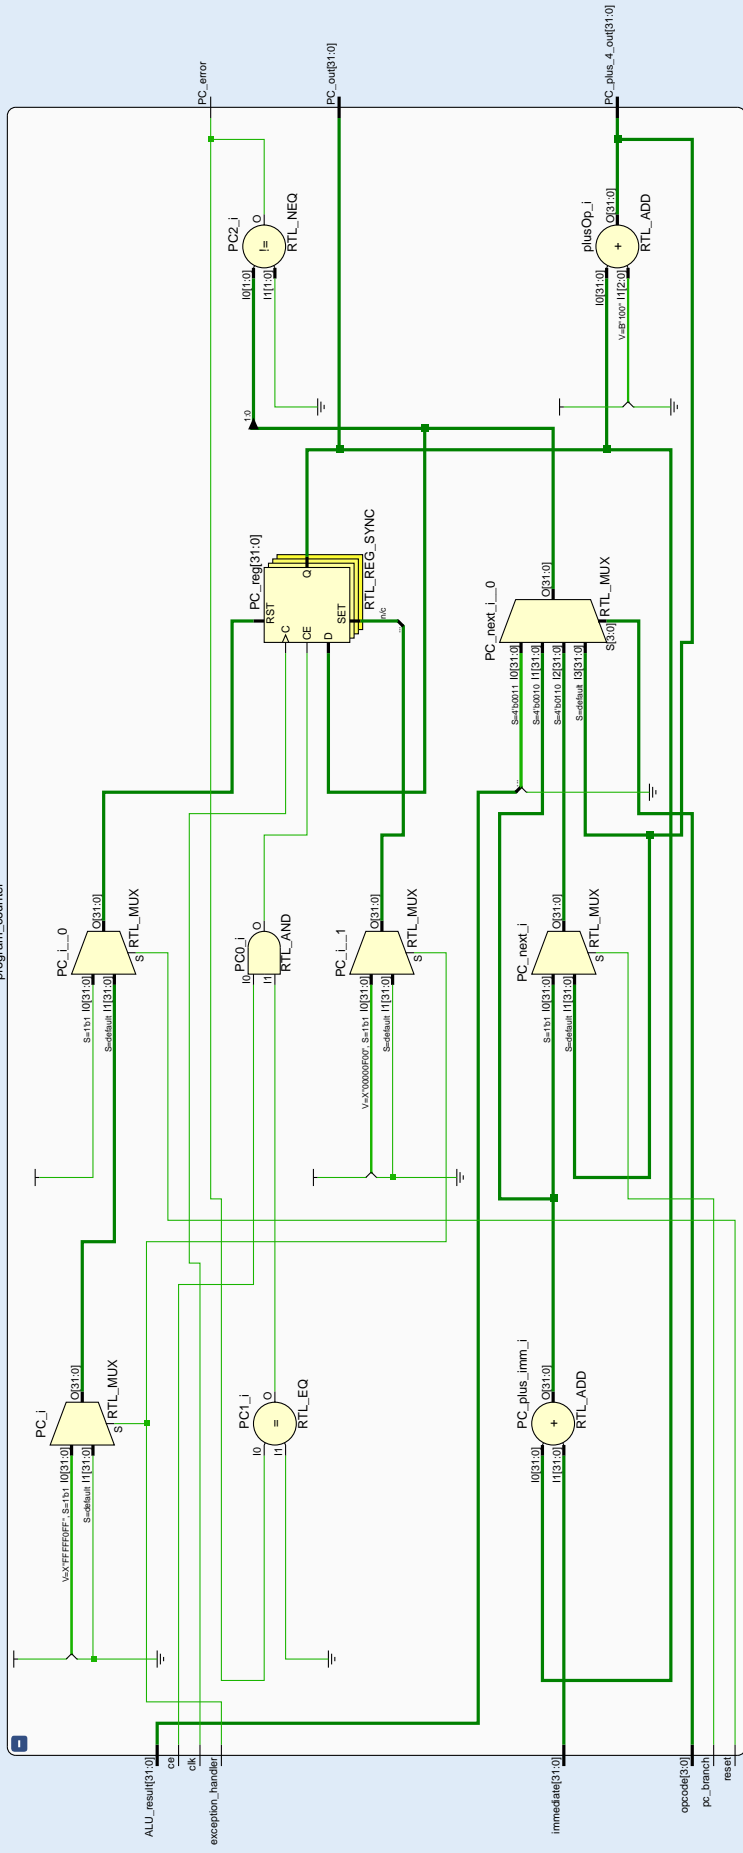 program_counter
ALU_result[31:0]
ce
clk
exception_handler
immediate[31:0]
opcode[3:0]
pc_branch
reset
PC_i
V=X"FFFFF0FF", S=1'b1 I0[31:0]
S=default I1[31:0]
O[31:0]
S
RTL_MUX
PC1_i
I0
I1
O
=
RTL_EQ
PC_plus_imm_i
I0[31:0]
I1[31:0]
O[31:0]
+
RTL_ADD
PC_i__0
S=1'b1 I0[31:0]
S=default I1[31:0]
O[31:0]
S
RTL_MUX
PC0_i
I0
I1
O
RTL_AND
PC_i__1
V=X"00000F00", S=1'b1 I0[31:0]
S=default I1[31:0]
O[31:0]
S
RTL_MUX
PC_next_i
S=1'b1 I0[31:0]
S=default I1[31:0]
O[31:0]
S
RTL_MUX
PC_reg[31:0]
RST
C
CE
D
SET
Q
n/c
...
RTL_REG_SYNC
PC_next_i__0
S=4'b0011 I0[31:0]
S=4'b0010 I1[31:0]
S=4'b0110 I2[31:0]
S=default I3[31:0]
S[3:0]
O[31:0]
...
RTL_MUX
1:0
PC2_i
I0[1:0]
I1[1:0]
O
!=
RTL_NEQ
plusOp_i
I0[31:0]
V=B"100" I1[2:0]
O[31:0]
+
RTL_ADD
PC_error
PC_out[31:0]
PC_plus_4_out[31:0]